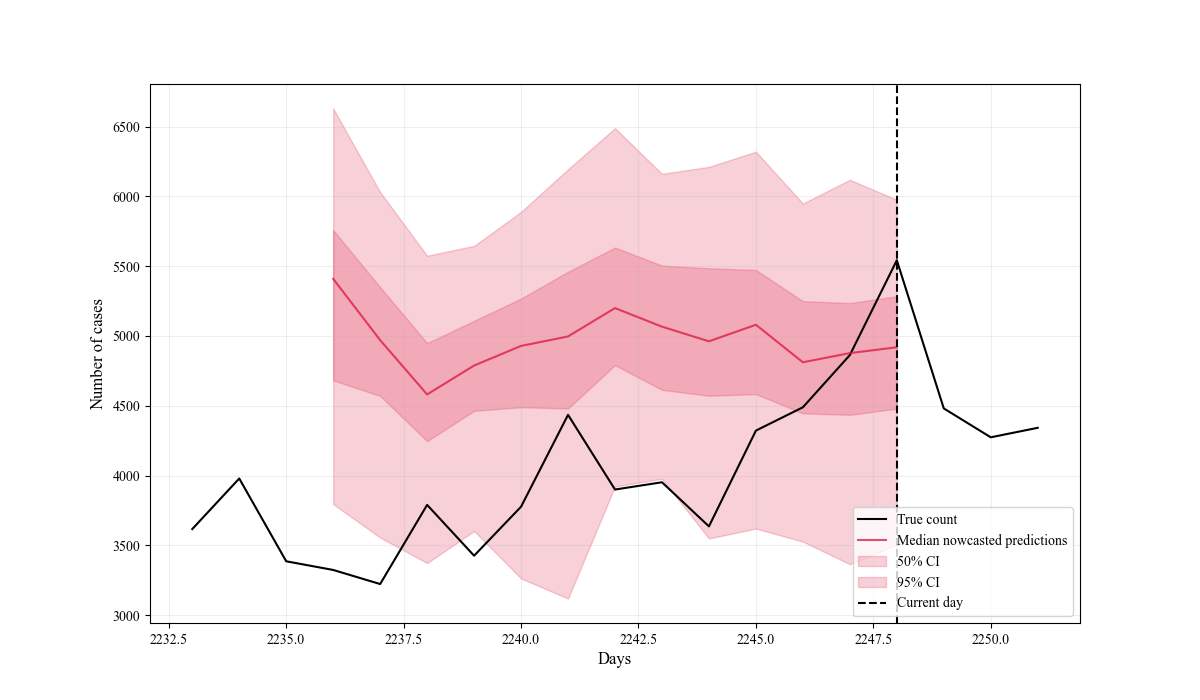 6500
6000
5500
5000
4500
4000
3500
3000
Number of cases
2232.5 2235.0 2237.5 2240.0 2242.5 2245.0 2247.5 2250.0
Days
True count
Median nowcasted predictions
50% CI
95% CI
Current day